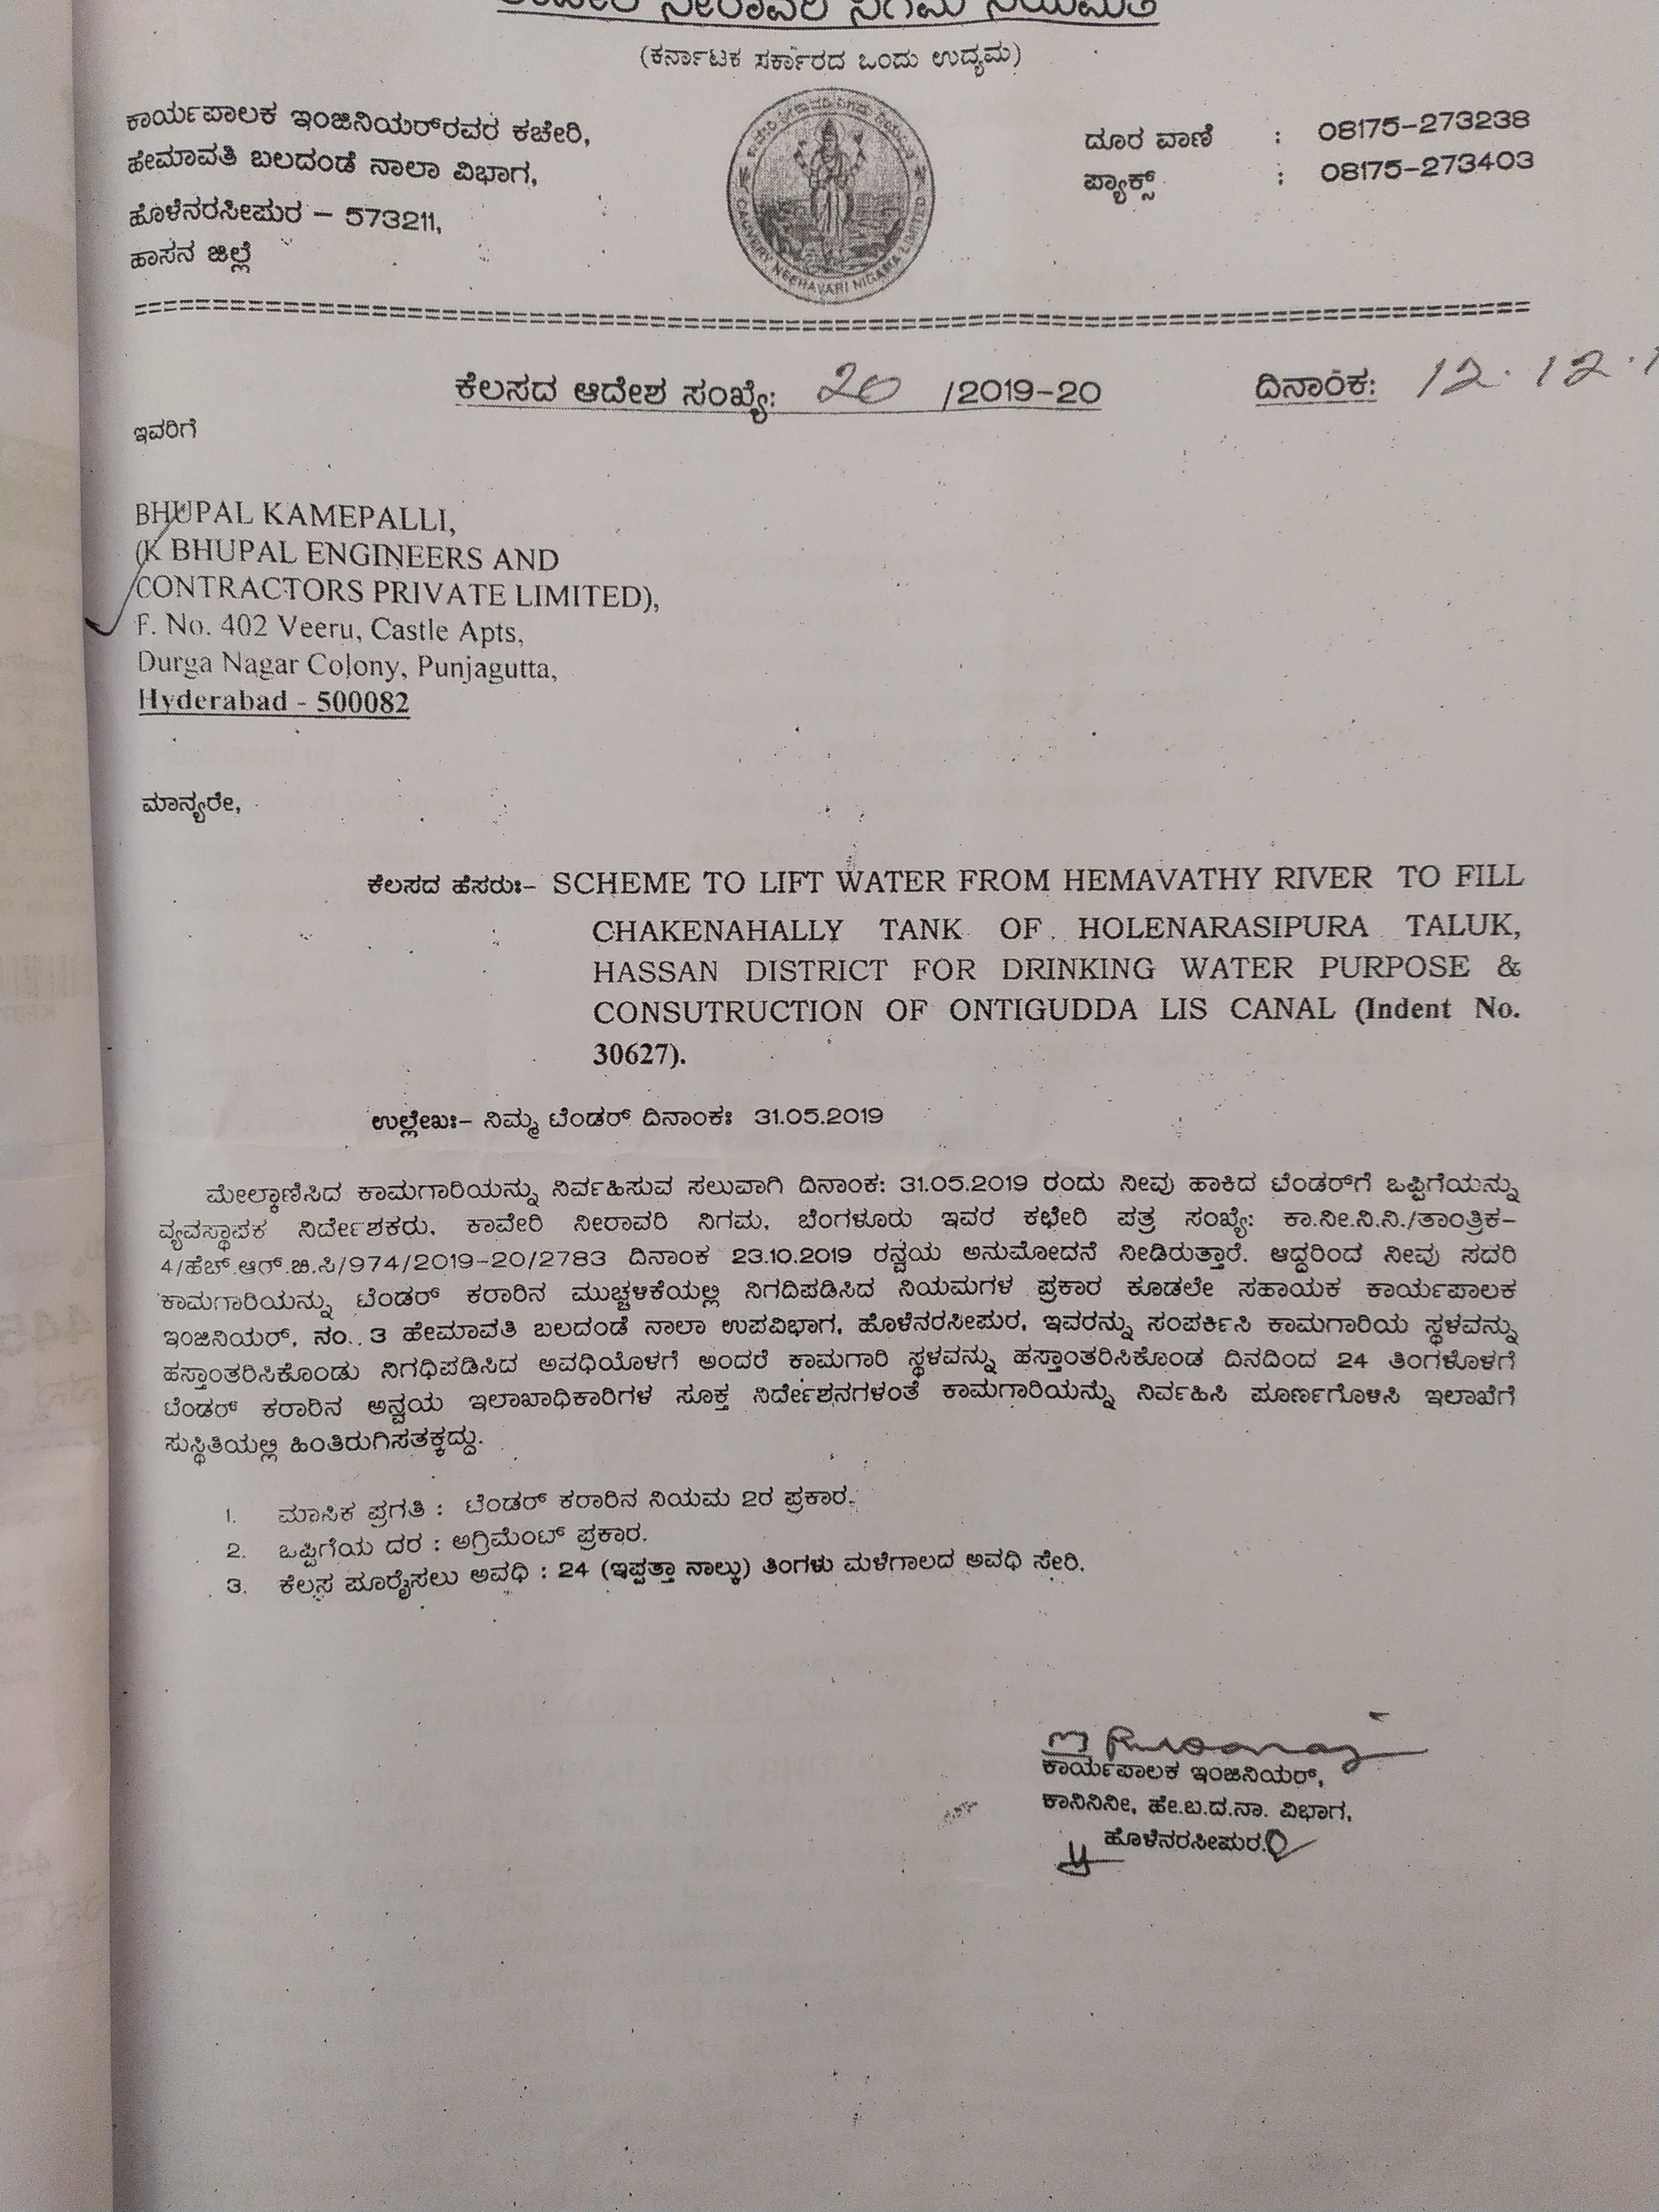 ಕಾವೇರಿ ನೀರಾವರಿ ನಿಗಮ ನಿಯಮಿತ
(ಕರ್ನಾಟಕ ಸರ್ಕಾರದ ಒಂದು ಉದ್ಯಮ)
ಕಾರ್ಯಪಾಲಕ ಇಂಜಿನಿಯರ್‌ರವರ ಕಚೇರಿ,
ಹೇಮಾವತಿ ಬಲದಂಡೆ ನಾಲಾ ವಿಭಾಗ,
ಹೊಳೆನರಸೀಪುರ – 573211,
ಹಾಸನ ಜಿಲ್ಲೆ
CAUVERY NEERAVARI NIGAMA LIMITED
ದೂರ ವಾಣಿ : 08175-273238
ಪ್ಯಾಕ್ಸ್ : 08175-273403
ಕೆಲಸದ ಆದೇಶ ಸಂಖ್ಯೆ: 20 /2019-20 ದಿನಾಂಕ: 12.12.1
ಇವರಿಗೆ
BHUPAL KAMEPALLI,
(K BHUPAL ENGINEERS AND
CONTRACTORS PRIVATE LIMITED),
F. No. 402 Veeru, Castle Apts,
Durga Nagar Colony, Punjagutta,
Hyderabad - 500082
ಮಾನ್ಯರೇ,
ಕೆಲಸದ ಹೆಸರುಃ- SCHEME TO LIFT WATER FROM HEMAVATHY RIVER TO FILL
CHAKENAHALLY TANK OF HOLENARASIPURA TALUK,
HASSAN DISTRICT FOR DRINKING WATER PURPOSE &
CONSUTRUCTION OF ONTIGUDDA LIS CANAL (Indent No.
30627).
ಉಲ್ಲೇಖಃ- ನಿಮ್ಮ ಟೆಂಡರ್ ದಿನಾಂಕಃ 31.05.2019
ಮೇಲ್ಕಾಣಿಸಿದ ಕಾಮಗಾರಿಯನ್ನು ನಿರ್ವಹಿಸುವ ಸಲುವಾಗಿ ದಿನಾಂಕ: 31.05.2019 ರಂದು ನೀವು ಹಾಕಿದ ಟೆಂಡರ್‌ಗೆ ಒಪ್ಪಿಗೆಯನ್ನು
ವ್ಯವಸ್ಥಾಪಕ ನಿರ್ದೇಶಕರು, ಕಾವೇರಿ ನೀರಾವರಿ ನಿಗಮ, ಬೆಂಗಳೂರು ಇವರ ಕಛೇರಿ ಪತ್ರ ಸಂಖ್ಯೆ: ಕಾ.ನೀ.ನಿ.ನಿ./ತಾಂತ್ರಿಕ-
4/ಹೆಚ್.ಆರ್.ಬಿ.ಸಿ/974/2019-20/2783 ದಿನಾಂಕ 23.10.2019 ರನ್ವಯ ಅನುಮೋದನೆ ನೀಡಿರುತ್ತಾರೆ. ಆದ್ದರಿಂದ ನೀವು ಸದರಿ
ಕಾಮಗಾರಿಯನ್ನು ಟೆಂಡರ್ ಕರಾರಿನ ಮುಚ್ಚಳಿಕೆಯಲ್ಲಿ ನಿಗದಿಪಡಿಸಿದ ನಿಯಮಗಳ ಪ್ರಕಾರ ಕೂಡಲೇ ಸಹಾಯಕ ಕಾರ್ಯಪಾಲಕ
ಇಂಜಿನಿಯರ್, ನಂ. 3 ಹೇಮಾವತಿ ಬಲದಂಡೆ ನಾಲಾ ಉಪವಿಭಾಗ, ಹೊಳೆನರಸೀಪುರ, ಇವರನ್ನು ಸಂಪರ್ಕಿಸಿ ಕಾಮಗಾರಿಯ ಸ್ಥಳವನ್ನು
ಹಸ್ತಾಂತರಿಸಿಕೊಂಡು ನಿಗಧಿಪಡಿಸಿದ ಅವಧಿಯೊಳಗೆ ಅಂದರೆ ಕಾಮಗಾರಿ ಸ್ಥಳವನ್ನು ಹಸ್ತಾಂತರಿಸಿಕೊಂಡ ದಿನದಿಂದ 24 ತಿಂಗಳೊಳಗೆ
ಟೆಂಡರ್ ಕರಾರಿನ ಅನ್ವಯ ಇಲಾಖಾಧಿಕಾರಿಗಳ ಸೂಕ್ತ ನಿರ್ದೇಶನಗಳಂತೆ ಕಾಮಗಾರಿಯನ್ನು ನಿರ್ವಹಿಸಿ ಪೂರ್ಣಗೊಳಿಸಿ ಇಲಾಖೆಗೆ
ಸುಸ್ಥಿತಿಯಲ್ಲಿ ಹಿಂತಿರುಗಿಸತಕ್ಕದ್ದು.
1. ಮಾಸಿಕ ಪ್ರಗತಿ : ಟೆಂಡರ್ ಕರಾರಿನ ನಿಯಮ 2ರ ಪ್ರಕಾರ.
2. ಒಪ್ಪಿಗೆಯ ದರ : ಅಗ್ರಿಮೆಂಟ್ ಪ್ರಕಾರ.
3. ಕೆಲಸ ಪೂರೈಸಲು ಅವಧಿ : 24 (ಇಪ್ಪತ್ತಾ ನಾಲ್ಕು) ತಿಂಗಳು ಮಳೆಗಾಲದ ಅವಧಿ ಸೇರಿ.
ಕಾರ್ಯಪಾಲಕ ಇಂಜಿನಿಯರ್,
ಕಾನಿನಿನೀ, ಹೇ.ಬ.ದ.ನಾ. ವಿಭಾಗ,
ಹೊಳೆನರಸೀಪುರ.